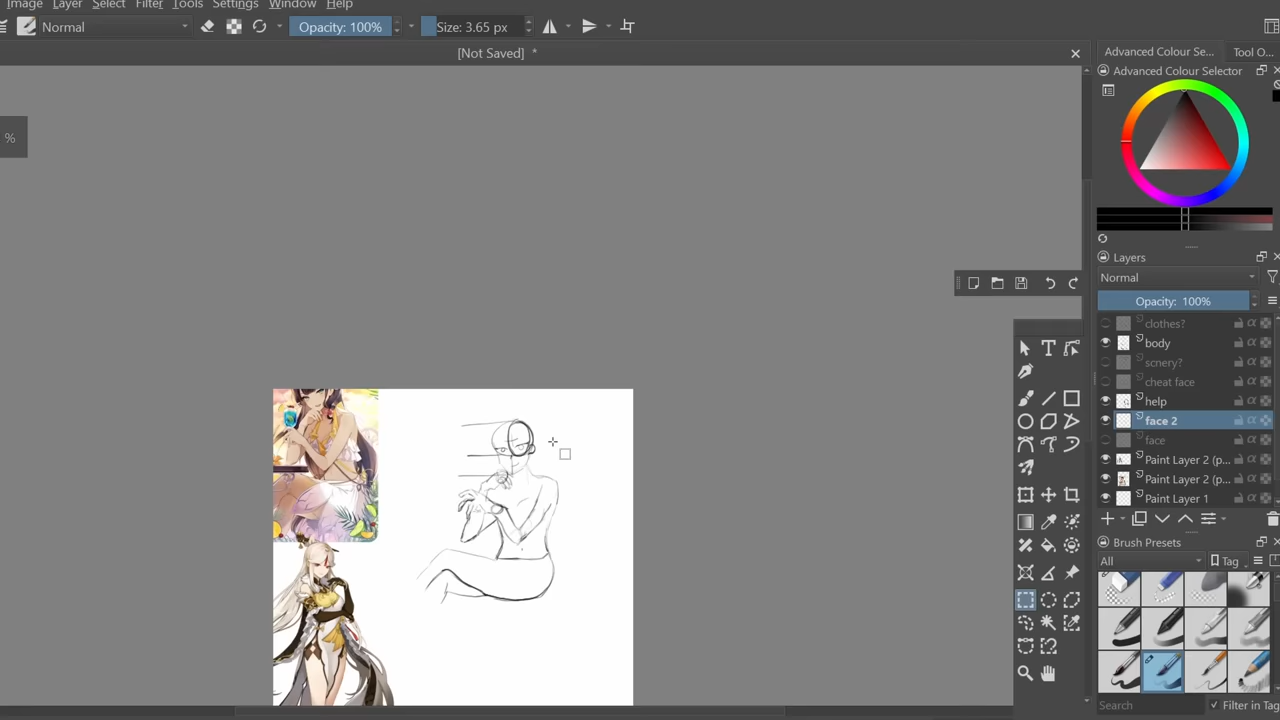 Image Layer Select Filter Tools Settings Window Help
Normal Opacity: 100% Size: 3.65 px
[Not Saved] *
%
Advanced Colour Se... Tool O...
Advanced Colour Selector
Layers
Normal
Opacity: 100%
clothes?
body
scnery?
cheat face
help
face 2
face
Paint Layer 2 (p...
Paint Layer 2 (p...
Paint Layer 1
Brush Presets
All Tag
Search Filter in Tag